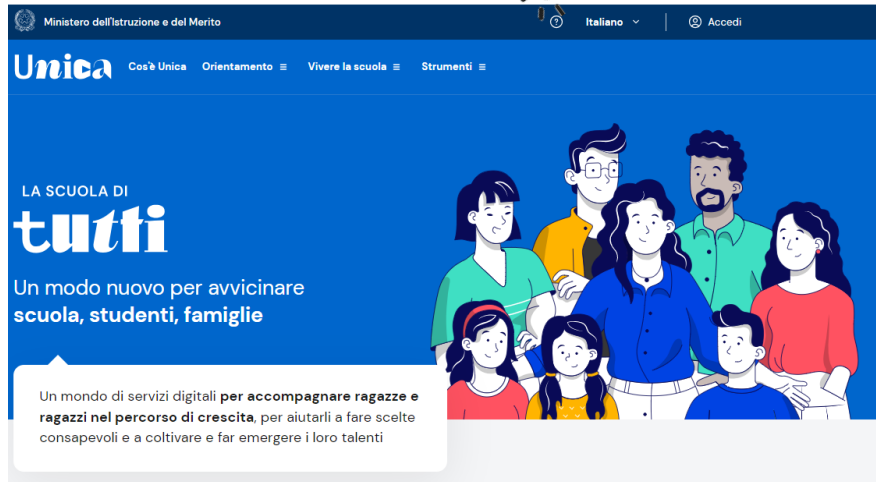 Ministero dell'Istruzione e del Merito
Italiano
Accedi
Unica
Cos'è Unica
Orientamento
Vivere la scuola
Strumenti
LA SCUOLA DI
tutti
Un modo nuovo per avvicinare
scuola, studenti, famiglie
Un mondo di servizi digitali per accompagnare ragazze e
ragazzi nel percorso di crescita, per aiutarli a fare scelte
consapevoli e a coltivare e far emergere i loro talenti